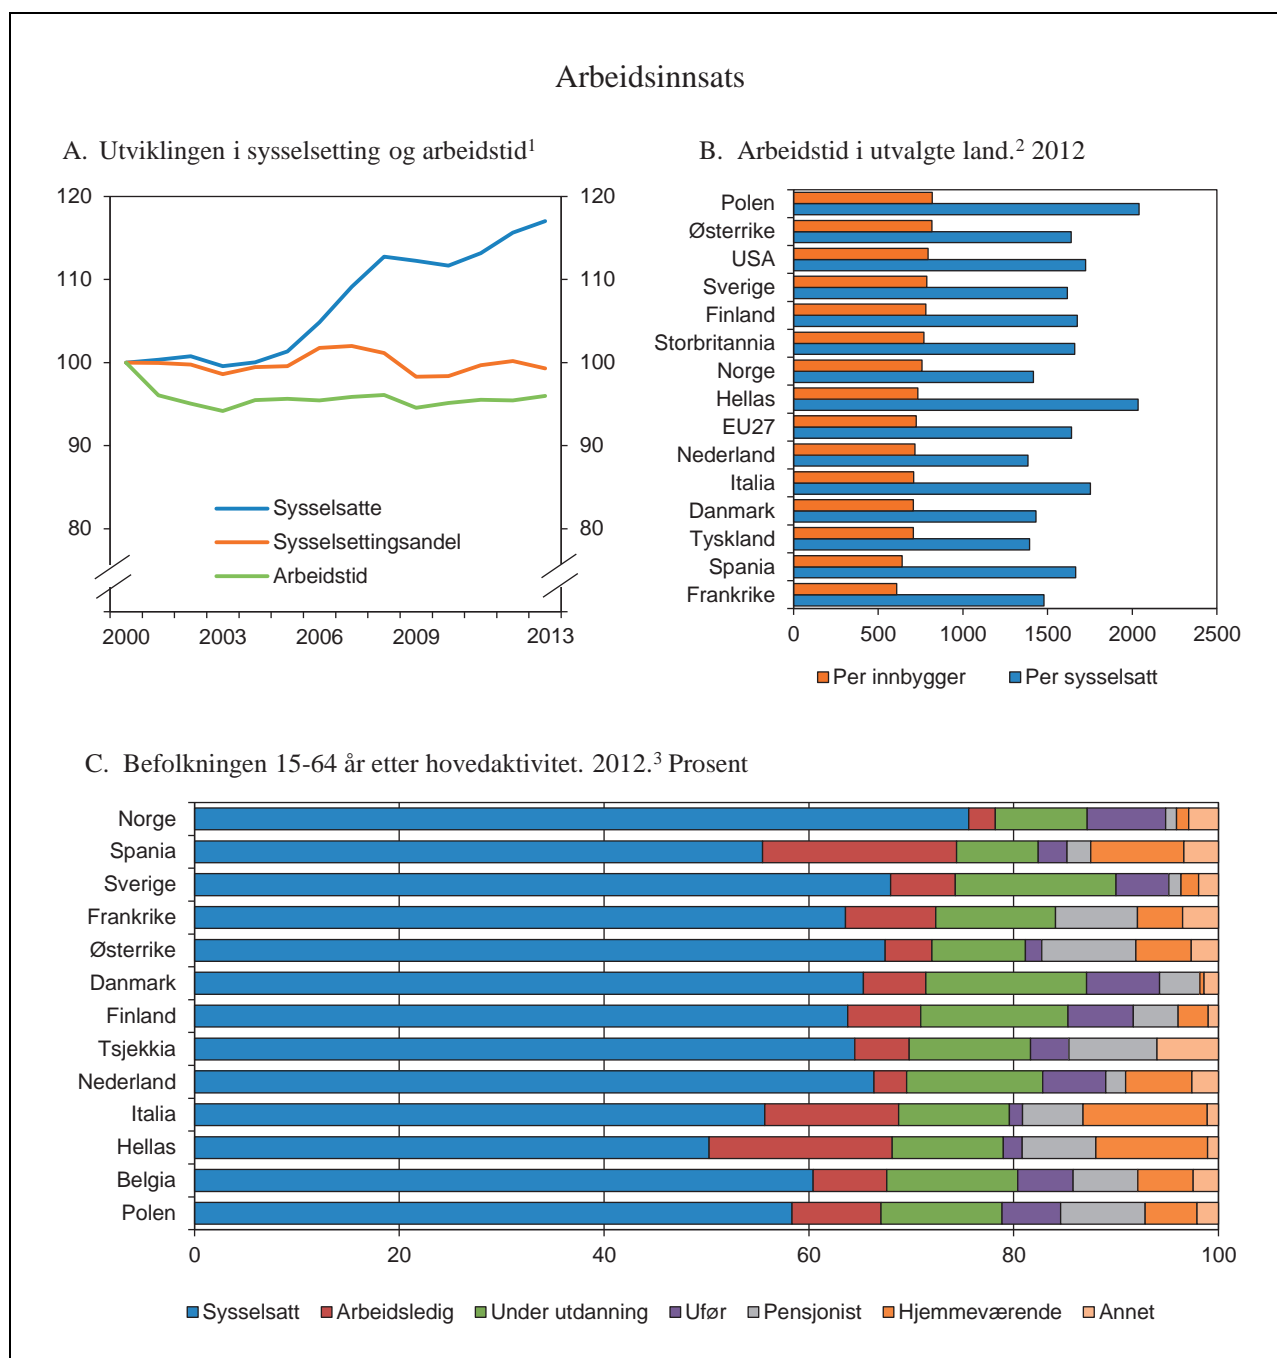 Arbeidsinnsats
A. Utviklingen i sysselsetting og arbeidstid¹
120 120
110 110
100 100
90 90
80 80
Sysselsatte
Sysselsettingsandel
Arbeidstid
2000 2003 2006 2009 2013
B. Arbeidstid i utvalgte land.² 2012
Polen
Østerrike
USA
Sverige
Finland
Storbritannia
Norge
Hellas
EU27
Nederland
Italia
Danmark
Tyskland
Spania
Frankrike
0 500 1000 1500 2000 2500
Per innbygger Per sysselsatt
C. Befolkningen 15-64 år etter hovedaktivitet. 2012.³ Prosent
Norge
Spania
Sverige
Frankrike
Østerrike
Danmark
Finland
Tsjekkia
Nederland
Italia
Hellas
Belgia
Polen
0 20 40 60 80 100
Sysselsatt Arbeidsledig Under utdanning Ufør Pensjonist Hjemmeværende Annet